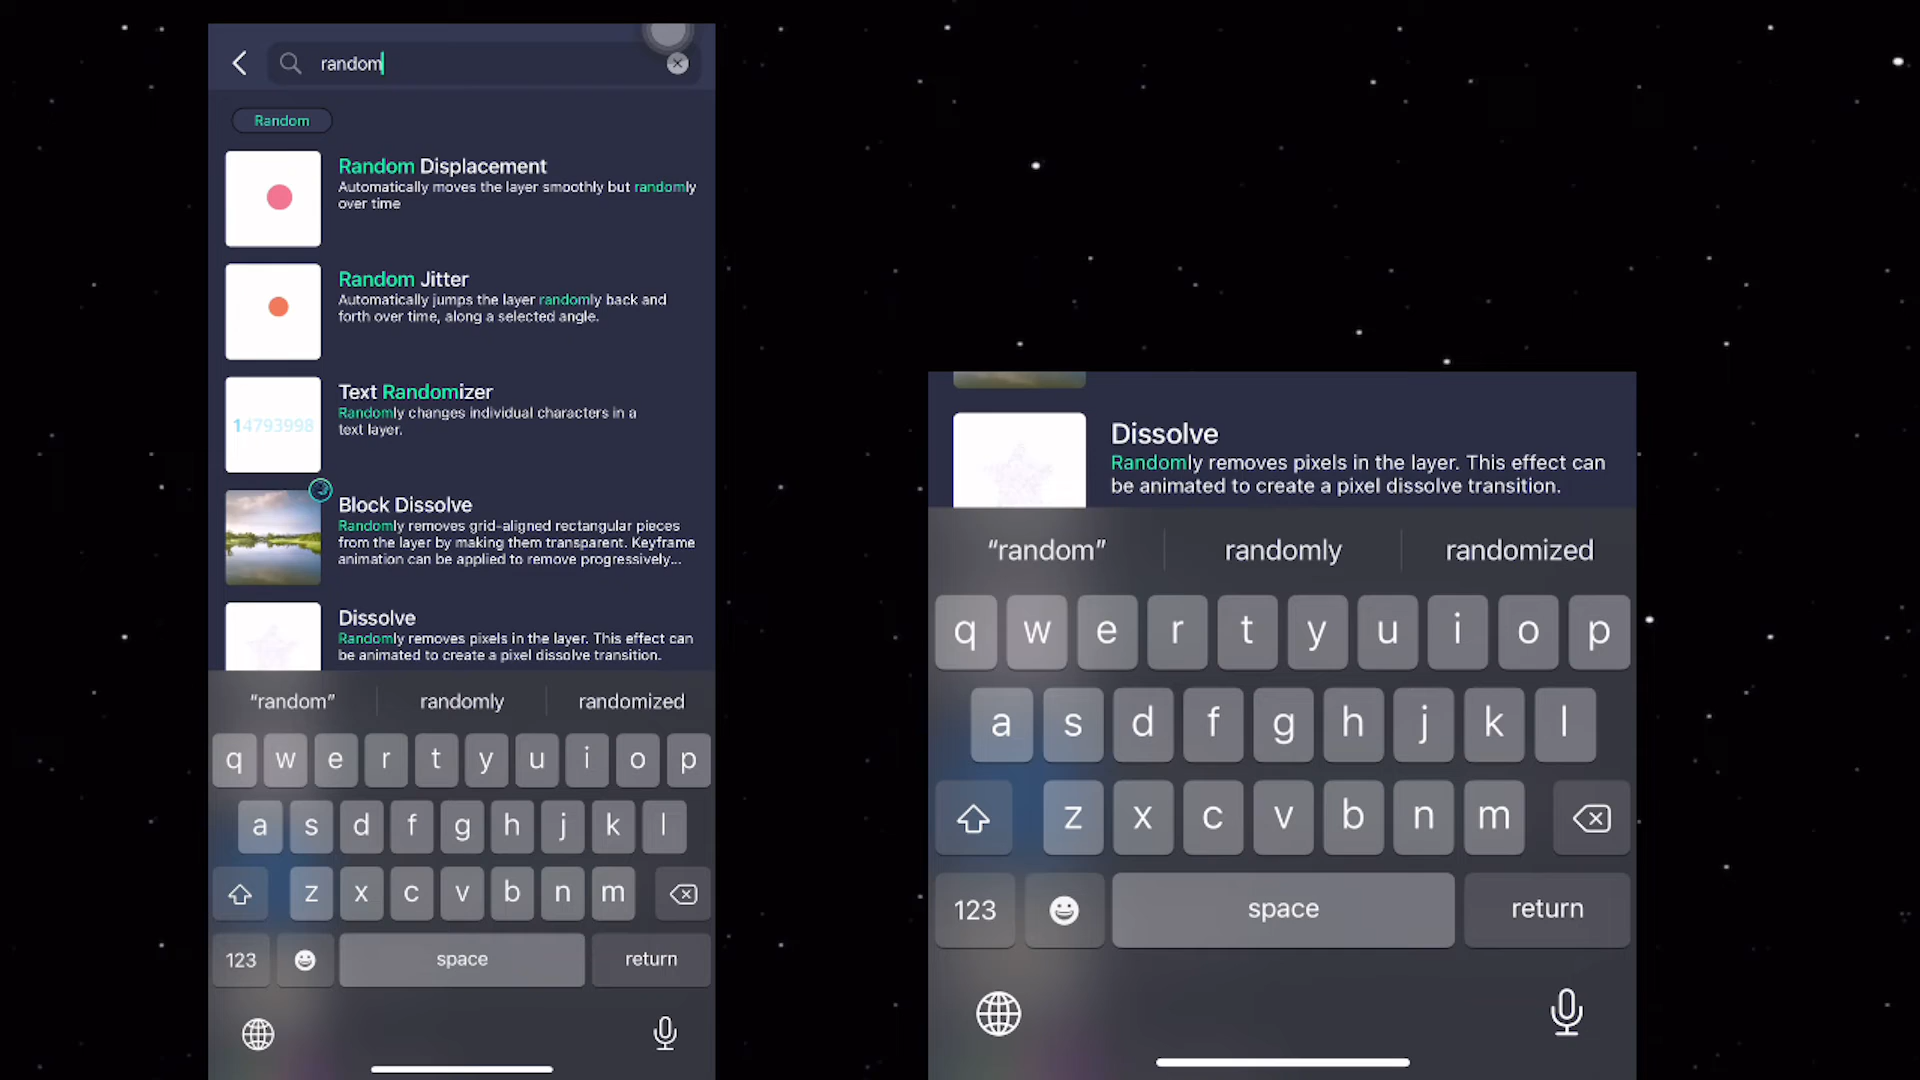 random
Random
Random Displacement
Automatically moves the layer smoothly but randomly
over time
Random Jitter
Automatically jumps the layer randomly back and
forth over time, along a selected angle.
14793998
Text Randomizer
Randomly changes individual characters in a
text layer.
Block Dissolve
Randomly removes grid-aligned rectangular pieces
from the layer by making them transparent. Keyframe
animation can be applied to remove progressively...
Dissolve
Randomly removes pixels in the layer. This effect can
be animated to create a pixel dissolve transition.
“random” randomly randomized
q w e r t y u i o p
a s d f g h j k l
z x c v b n m
123 space return
Dissolve
Randomly removes pixels in the layer. This effect can
be animated to create a pixel dissolve transition.
“random” randomly randomized
q w e r t y u i o p
a s d f g h j k l
z x c v b n m
123 space return